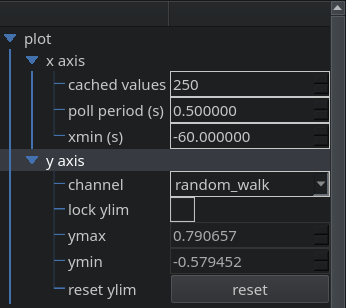 plot
x axis
cached values 250
poll period (s) 0.500000
xmin (s) -60.000000
y axis
channel random_walk
lock ylim
ymax 0.790657
ymin -0.579452
reset ylim reset